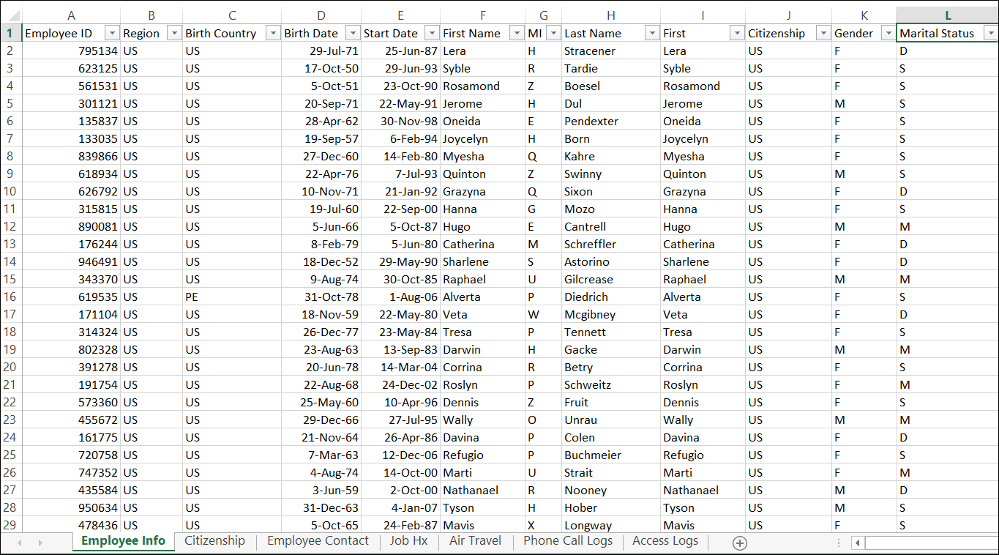 A B C D E F G H I J K L
1 Employee ID Region Birth Country Birth Date Start Date First Name MI Last Name First Citizenship Gender Marital Status
2 795134 US US 29-Jul-71 25-Jun-87 Lera H Stracener Lera US F D
3 623125 US US 17-Oct-50 29-Jun-93 Syble R Tardie Syble US F S
4 561531 US US 5-Oct-51 23-Oct-90 Rosamond Z Boesel Rosamond US F S
5 301121 US US 20-Sep-71 22-May-91 Jerome H Dul Jerome US M S
6 135837 US US 28-Apr-62 30-Nov-98 Oneida E Pendexter Oneida US F S
7 133035 US US 19-Sep-57 6-Feb-94 Joycelyn H Born Joycelyn US F S
8 839866 US US 27-Dec-60 14-Feb-80 Myesha Q Kahre Myesha US F S
9 618934 US US 22-Apr-76 7-Jul-93 Quinton Z Swinny Quinton US M S
10 626792 US US 10-Nov-71 21-Jan-92 Grazyna Q Sixon Grazyna US F D
11 315815 US US 19-Jul-60 22-Sep-00 Hanna G Mozo Hanna US F S
12 890081 US US 5-Jun-66 5-Oct-87 Hugo E Cantrell Hugo US M M
13 176244 US US 8-Feb-79 5-Jun-80 Catherina M Schreffler Catherina US F D
14 946491 US US 18-Dec-52 29-May-90 Sharlene S Astorino Sharlene US F D
15 343370 US US 9-Aug-74 30-Oct-85 Raphael U Gilcrease Raphael US M M
16 619535 US PE 31-Oct-78 1-Aug-06 Alverta P Diedrich Alverta US F S
17 171104 US US 18-Nov-59 22-May-80 Veta W Mcgibney Veta US F D
18 314324 US US 26-Dec-77 23-May-84 Tresa P Tennett Tresa US F S
19 802328 US US 23-Aug-63 13-Sep-83 Darwin H Gacke Darwin US M M
20 391278 US US 20-Jun-78 14-Mar-04 Corrina R Betry Corrina US F S
21 191754 US US 22-Aug-68 24-Dec-02 Roslyn P Schweitz Roslyn US F M
22 573360 US US 25-May-60 10-Apr-96 Dennis Z Fruit Dennis US F S
23 455672 US US 29-Dec-66 27-Jul-95 Wally O Unrau Wally US M M
24 161775 US US 21-Nov-64 26-Apr-86 Davina P Colen Davina US F D
25 720758 US US 7-Mar-63 12-Dec-06 Refugio P Buchmeier Refugio US F S
26 747352 US US 4-Aug-74 14-Oct-00 Marti U Strait Marti US F M
27 435584 US US 3-Jun-59 2-Oct-00 Nathanael R Nooney Nathanael US M D
28 950634 US US 31-Dec-63 4-Jan-07 Tyson H Hober Tyson US M S
29 478436 US US 5-Oct-65 24-Feb-87 Mavis X Longway Mavis US F S
Employee Info Citizenship Employee Contact Job Hx Air Travel Phone Call Logs Access Logs